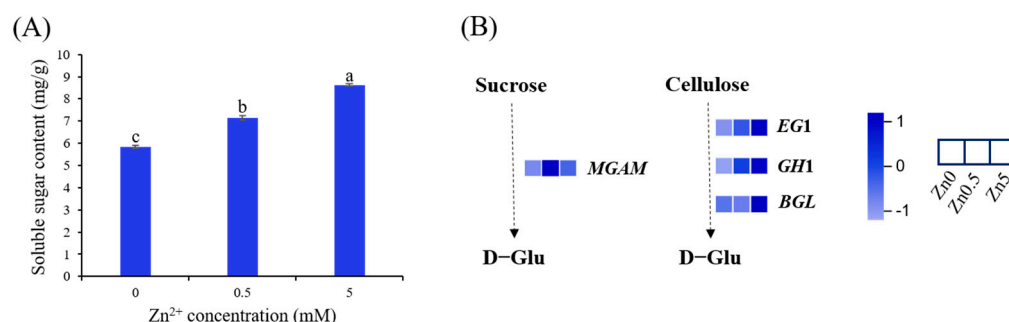 (A)
Soluble sugar content (mg/g)
10
9
8
7
6
5
4
3
2
1
0
c
b
a
0 0.5 5
Zn²⁺ concentration (mM)
(B)
Sucrose
MGAM
D−Glu
Cellulose
EG1
GH1
BGL
D−Glu
1
0
-1
Zn0
Zn0.5
Zn5